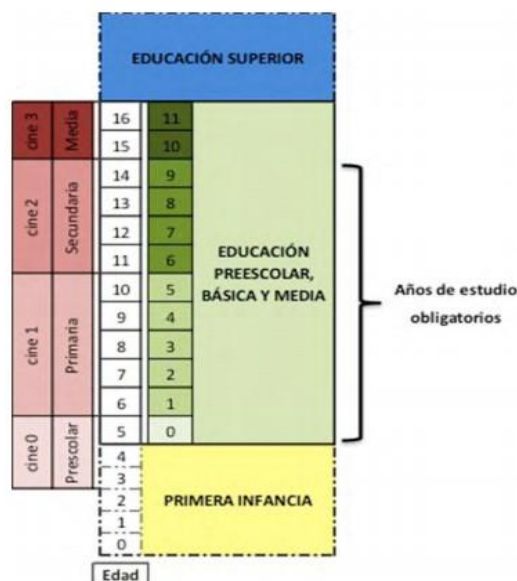 EDUCACIÓN SUPERIOR
cine 3
Media
16
11
15
10
cine 2
Secundaria
14
9
13
8
12
7
11
6
cine 1
Primaria
10
5
9
4
8
3
7
2
6
1
cine 0
Prescolar
5
0
4
3
2
1
0
EDUCACIÓN
PREESCOLAR,
BÁSICA Y MEDIA
Años de estudio
obligatorios
PRIMERA INFANCIA
Edad